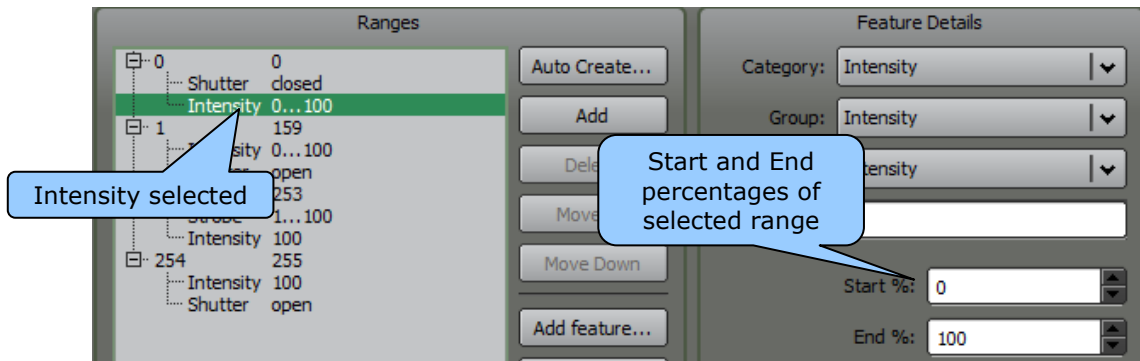 Ranges
0 0
Shutter closed
Intensity 0...100
1 159
0...100
open
253
1...100
Intensity 100
254 255
Intensity 100
Shutter open
Intensity selected
Auto Create...
Add
Move Down
Add feature...
Start and End
percentages of
selected range
Feature Details
Category: Intensity
Group: Intensity
Start %: 0
End %: 100